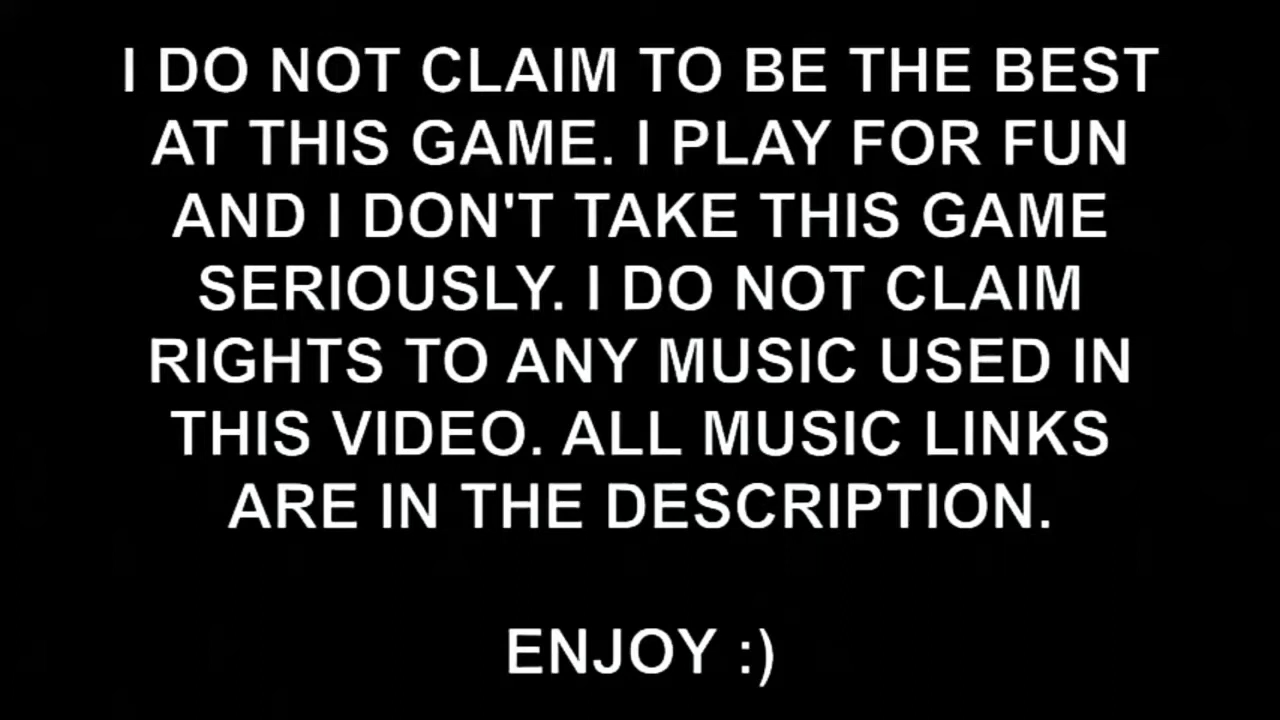 I DO NOT CLAIM TO BE THE BEST
AT THIS GAME. I PLAY FOR FUN
AND I DON'T TAKE THIS GAME
SERIOUSLY. I DO NOT CLAIM
RIGHTS TO ANY MUSIC USED IN
THIS VIDEO. ALL MUSIC LINKS
ARE IN THE DESCRIPTION.
ENJOY :)